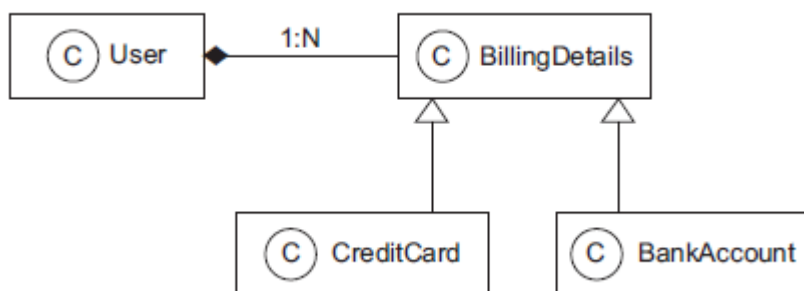 C User
1:N
C BillingDetails
C CreditCard
C BankAccount